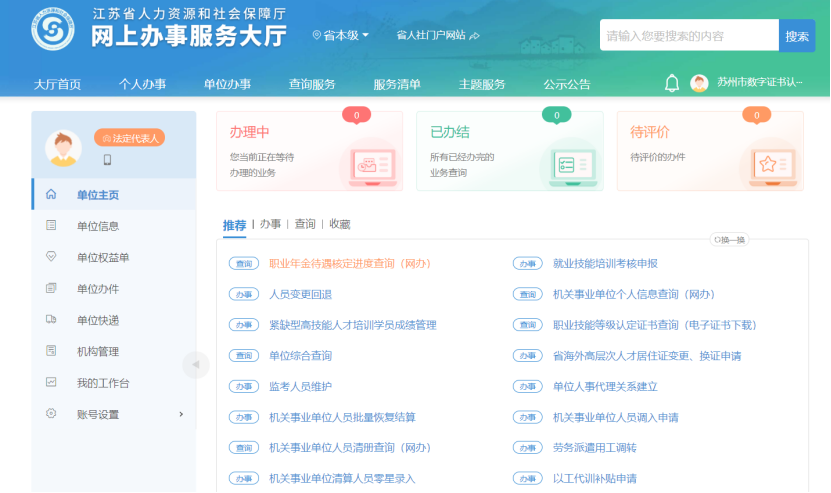 江苏省人力资源和社会保障厅
网上办事服务大厅
省本级
省人社门户网站
请输入您要搜索的内容
搜索
大厅首页 个人办事 单位办事 查询服务 服务清单 主题服务 公示公告
苏州市数字证书认...
法定代表人
单位主页
单位信息
单位权益单
单位办件
单位快递
机构管理
我的工作台
账号设置
0
办理中
您当前正在等待
办理的业务
0
已办结
所有已经办完的
业务查询
0
待评价
待评价的办件
推荐 | 办事 | 查询 | 收藏
换一换
查询 职业年金待遇核定进度查询（网办）
办事 就业技能培训考核申报
办事 人员变更回退
查询 机关事业单位个人信息查询（网办）
办事 紧缺型高技能人才培训学员成绩管理
查询 职业技能等级认定证书查询（电子证书下载）
查询 单位综合查询
办事 省海外高层次人才居住证变更、换证申请
办事 监考人员维护
办事 单位人事代理关系建立
办事 机关事业单位人员批量恢复结算
办事 机关事业单位人员调入申请
查询 机关事业单位人员清册查询（网办）
办事 劳务派遣用工调转
办事 机关事业单位清算人员零星录入
办事 以工代训补贴申请